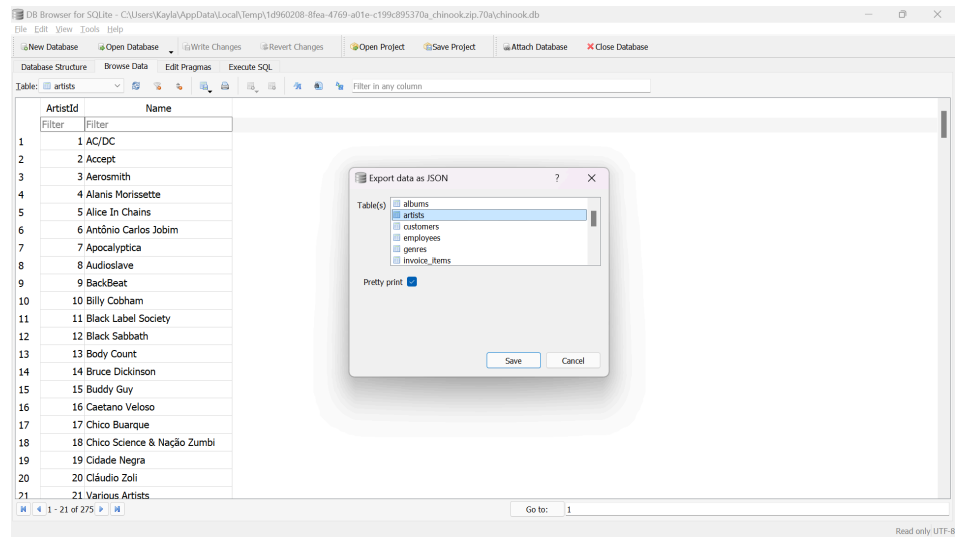 DB Browser for SQLite - C:\Users\Kayla\AppData\Local\Temp\1d960208-8fea-4769-a01e-c199c895370a_chinook.zip.70a\chinook.db
File Edit View Tools Help
New Database Open Database Write Changes Revert Changes Open Project Save Project Attach Database Close Database
Database Structure Browse Data Edit Pragmas Execute SQL
Table: artists Filter in any column
ArtistId Name
Filter Filter
1 1 AC/DC
2 2 Accept
3 3 Aerosmith
4 4 Alanis Morissette
5 5 Alice In Chains
6 6 Antônio Carlos Jobim
7 7 Apocalyptica
8 8 Audioslave
9 9 BackBeat
10 10 Billy Cobham
11 11 Black Label Society
12 12 Black Sabbath
13 13 Body Count
14 14 Bruce Dickinson
15 15 Buddy Guy
16 16 Caetano Veloso
17 17 Chico Buarque
18 18 Chico Science & Nação Zumbi
19 19 Cidade Negra
20 20 Cláudio Zoli
21 21 Various Artists
Export data as JSON ?
Table(s) albums
artists
customers
employees
genres
invoice_items
Pretty print
Save Cancel
1 - 21 of 275 Go to: 1
Read only UTF-8